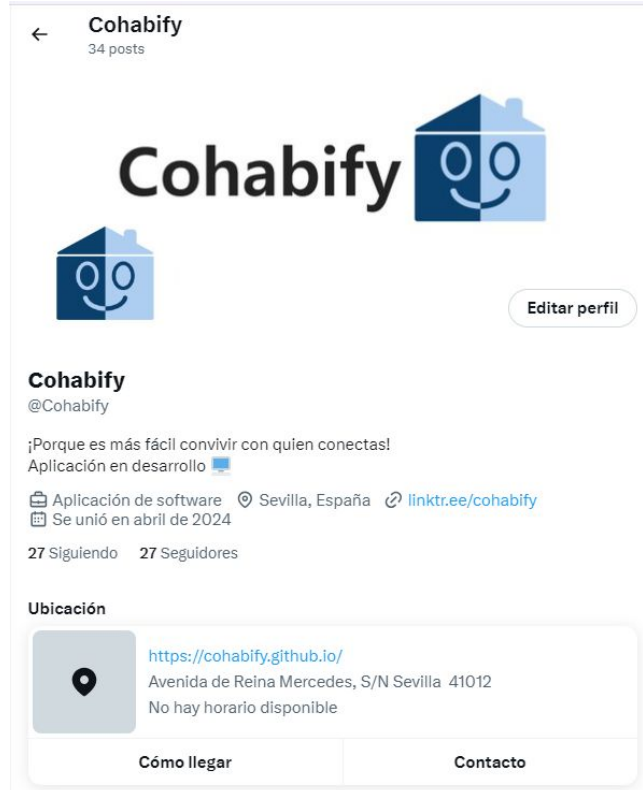 Cohabify
34 posts
Cohabify
Editar perfil
Cohabify
@Cohabify
¡Porque es más fácil convivir con quien conectas!
Aplicación en desarrollo
Aplicación de software Sevilla, España linktr.ee/cohabify
Se unió en abril de 2024
27 Siguiendo 27 Seguidores
Ubicación
https://cohabify.github.io/
Avenida de Reina Mercedes, S/N Sevilla 41012
No hay horario disponible
Cómo llegar Contacto